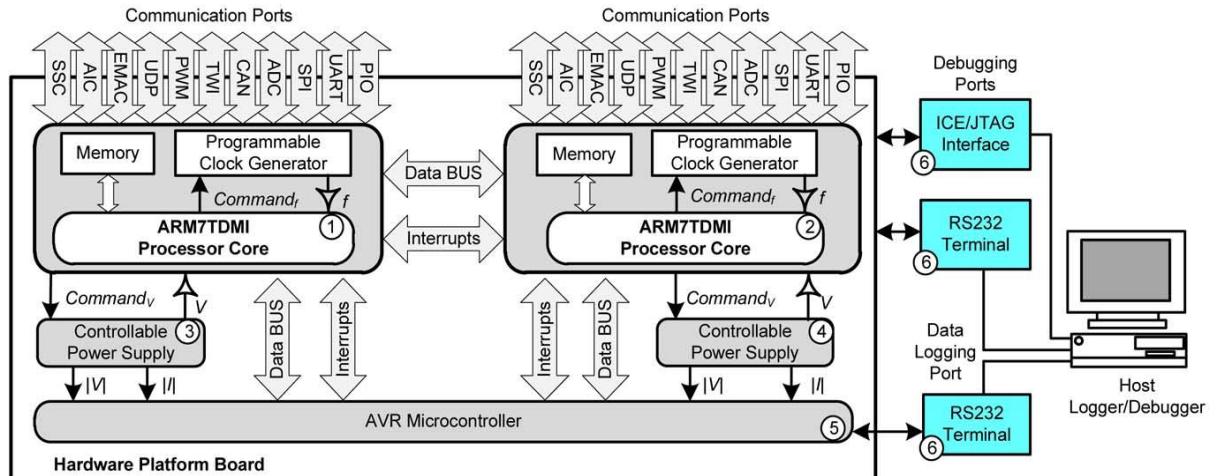 Communication Ports
Communication Ports
SSC
AIC
EMAC
UDP
PWM
TWI
CAN
ADC
SPI
UART
PIO
SSC
AIC
EMAC
UDP
PWM
TWI
CAN
ADC
SPI
UART
PIO
Debugging
Ports
ICE/JTAG
Interface
6
Memory
Programmable
Clock Generator
Command_f
f
ARM7TDMI
Processor Core
1
Data BUS
Interrupts
Memory
Programmable
Clock Generator
Command_f
f
ARM7TDMI
Processor Core
2
RS232
Terminal
6
Command_V
V
Controllable
Power Supply
3
|V|
|I|
Data BUS
Interrupts
Interrupts
Data BUS
Command_V
V
Controllable
Power Supply
4
|V|
|I|
Data
Logging
Port
RS232
Terminal
6
Host
Logger/Debugger
AVR Microcontroller
5
Hardware Platform Board